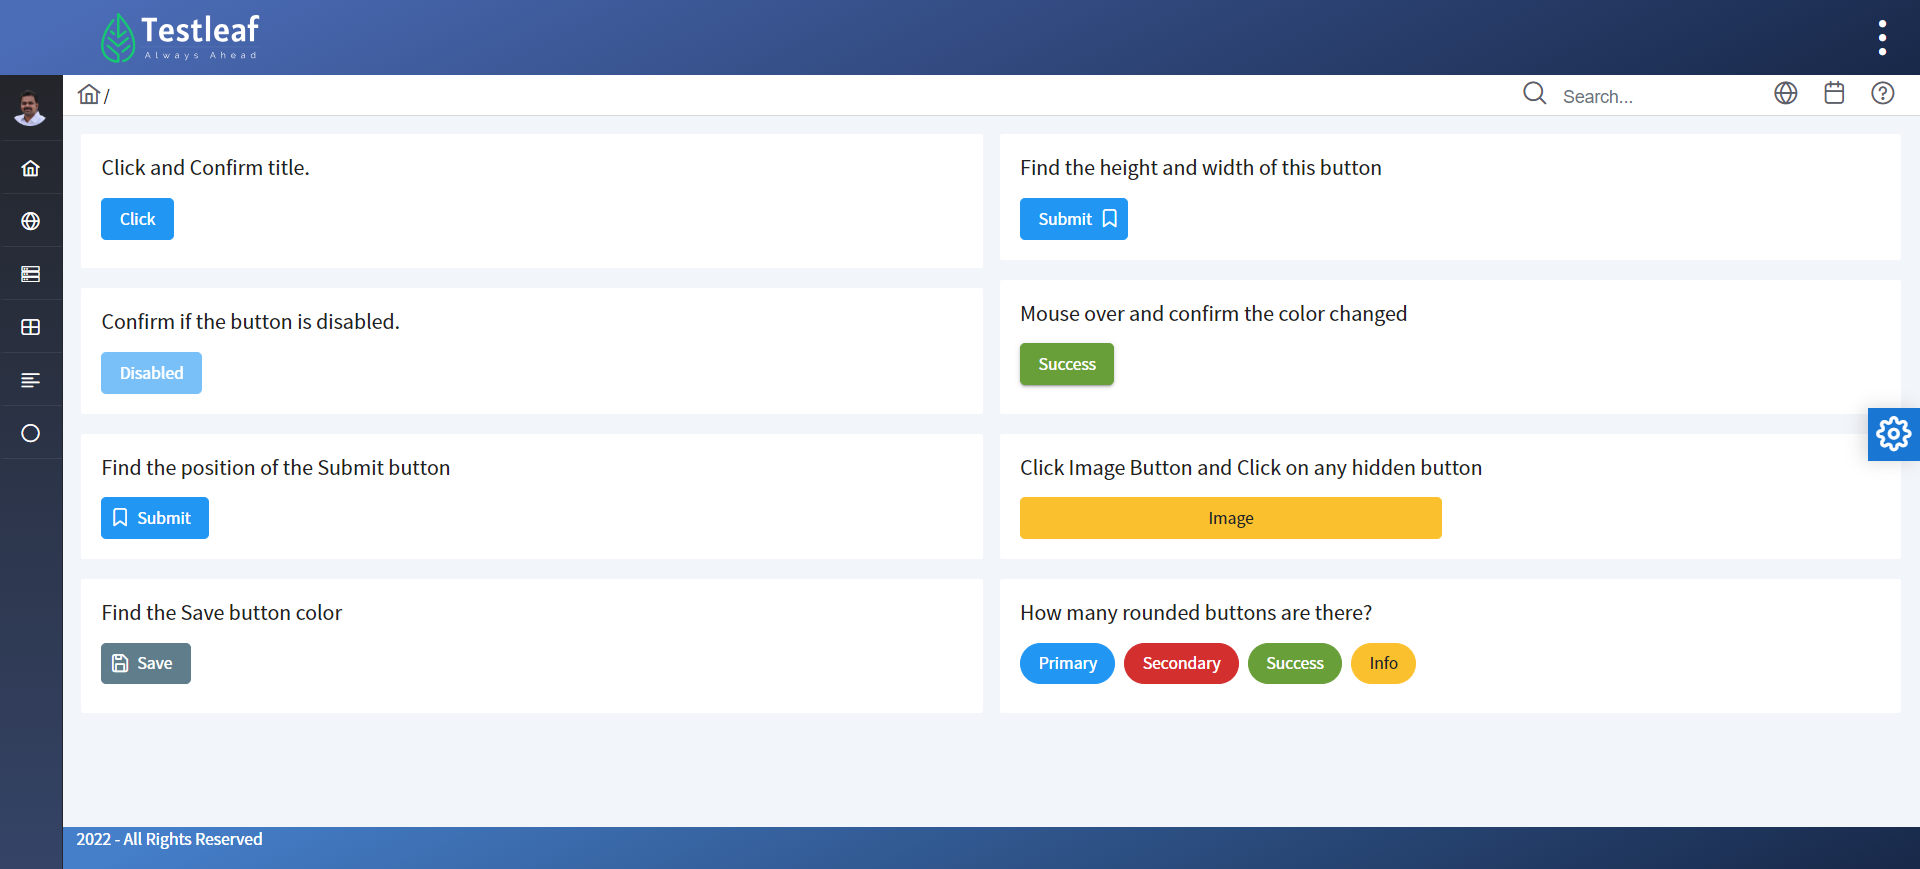 Testleaf
Always Ahead
/
Search...
Click and Confirm title.
Click
Confirm if the button is disabled.
Disabled
Find the position of the Submit button
Submit
Find the Save button color
Save
Find the height and width of this button
Submit
Mouse over and confirm the color changed
Success
Click Image Button and Click on any hidden button
Image
How many rounded buttons are there?
Primary Secondary Success Info
2022 - All Rights Reserved